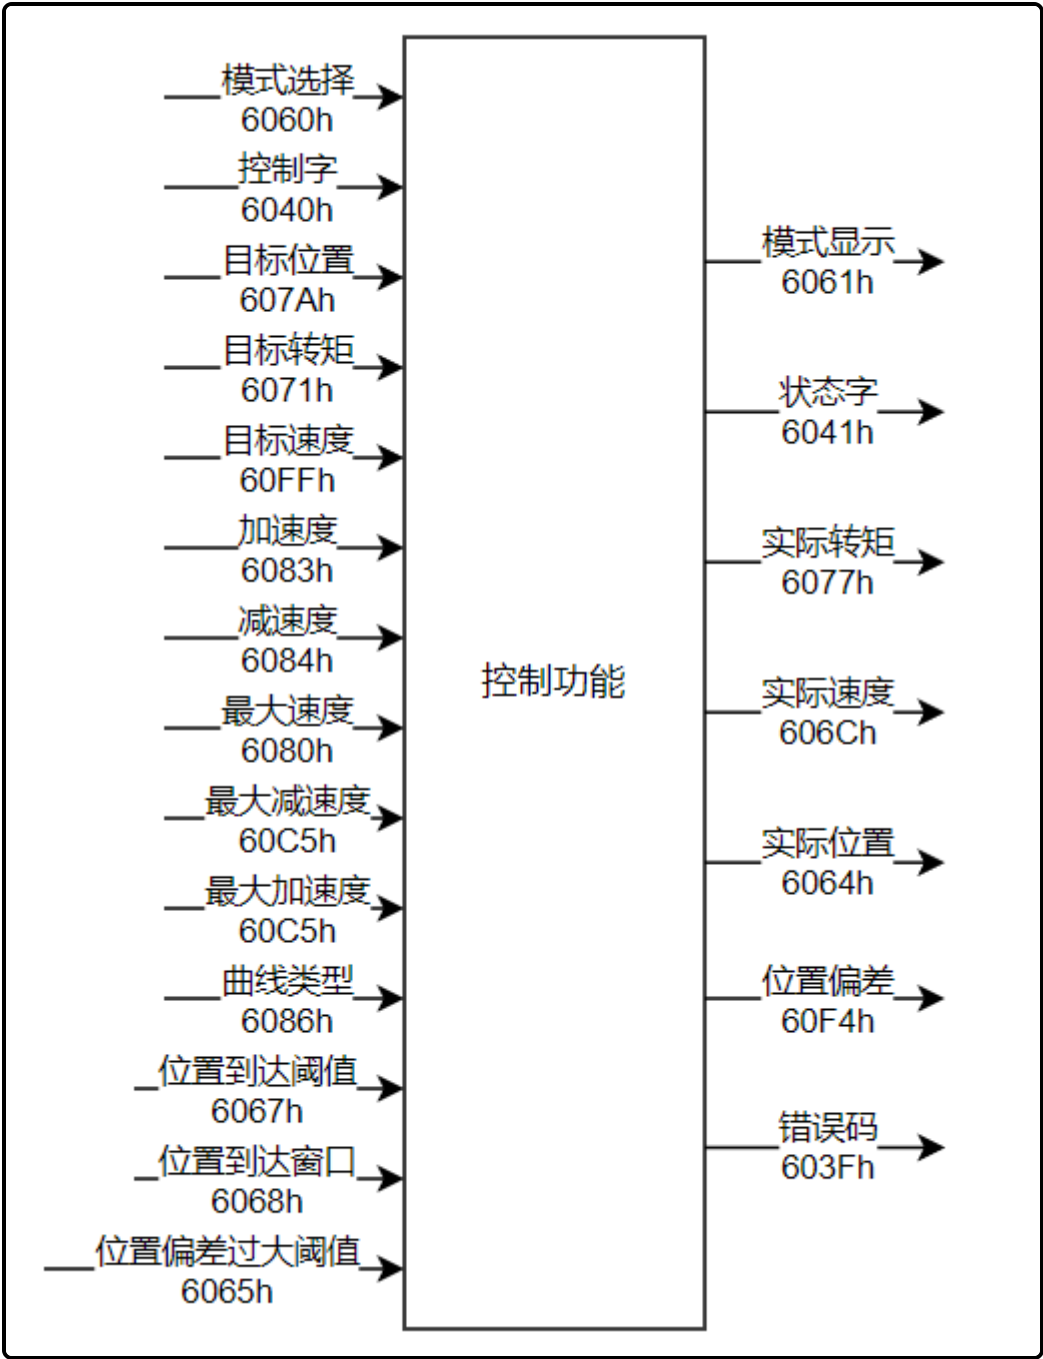 模式选择
6060h
控制字
6040h
目标位置
607Ah
目标转矩
6071h
目标速度
60FFh
加速度
6083h
减速度
6084h
最大速度
6080h
最大减速度
60C5h
最大加速度
60C5h
曲线类型
6086h
位置到达阈值
6067h
位置到达窗口
6068h
位置偏差过大阈值
6065h
控制功能
模式显示
6061h
状态字
6041h
实际转矩
6077h
实际速度
606Ch
实际位置
6064h
位置偏差
60F4h
错误码
603Fh